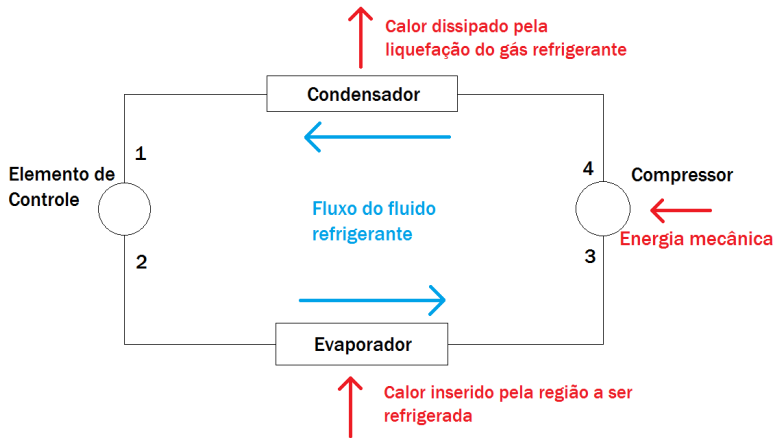 Calor dissipado pela
liquefação do gás refrigerante
Condensador
1
4
Elemento de
Controle
Compressor
Fluxo do fluido
refrigerante
Energia mecânica
2
3
Evaporador
Calor inserido pela região a ser
refrigerada